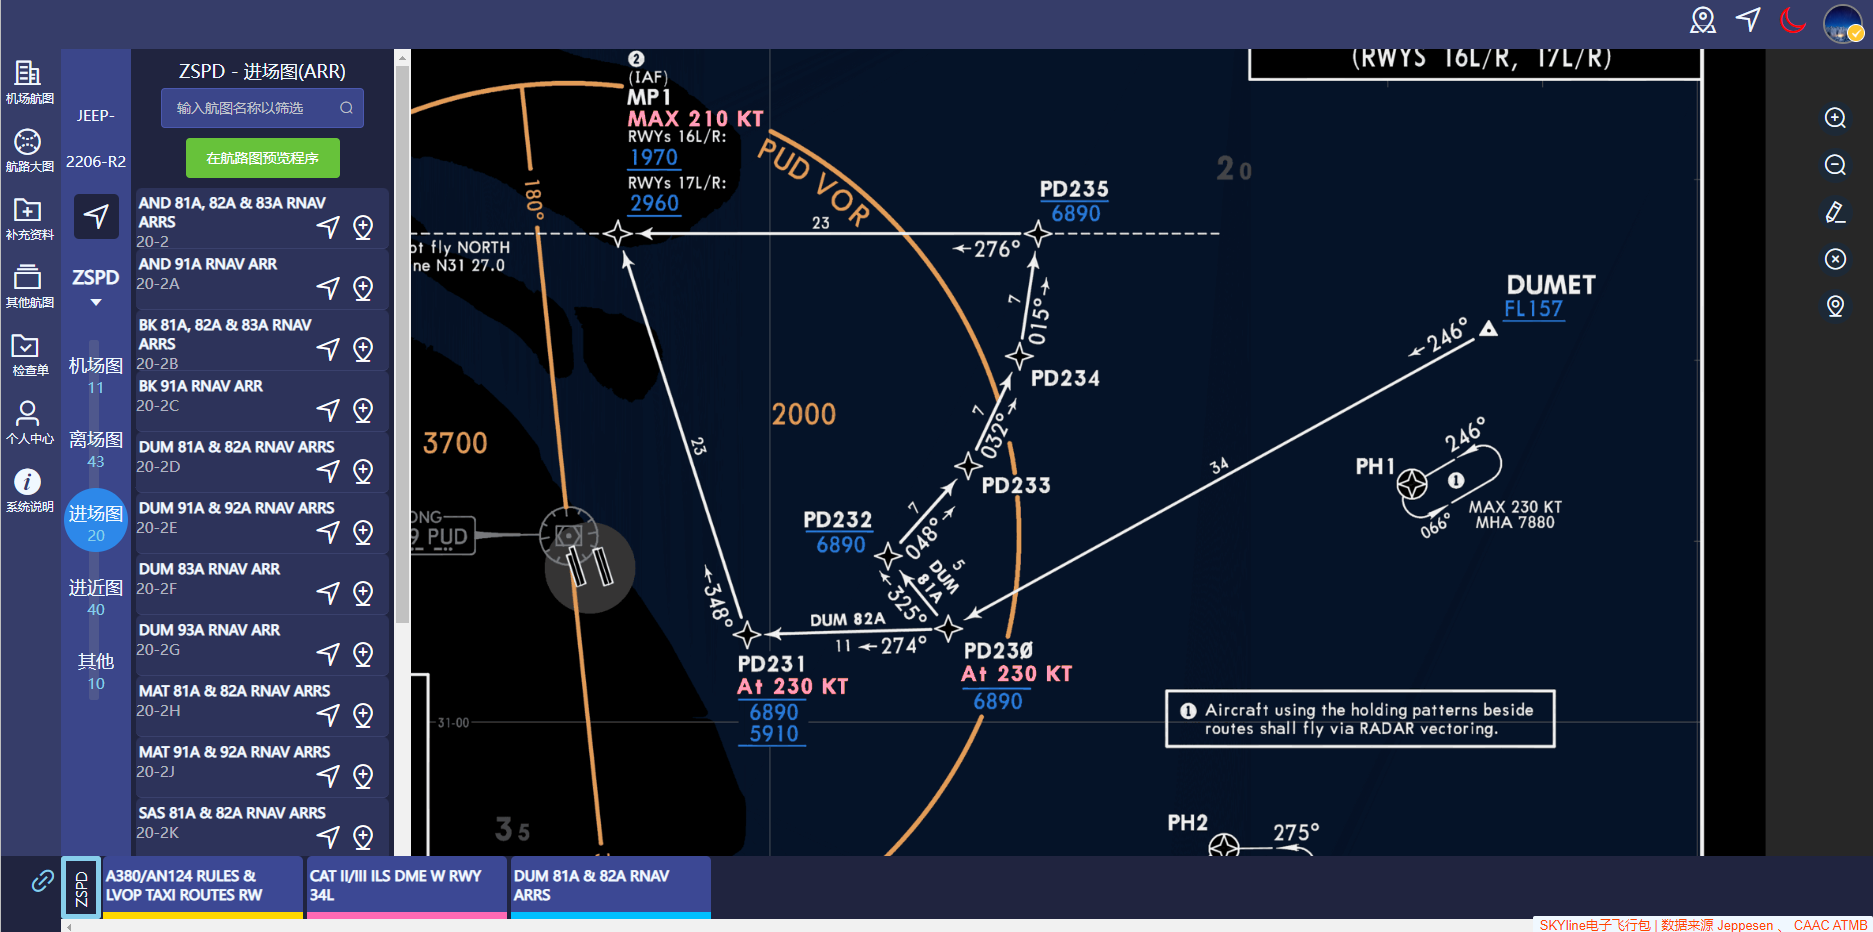 机场航图
航路大图
补充资料
其他航图
检查单
个人中心
系统说明
JEEP-
2206-R2
ZSPD
机场图
11
离场图
43
进场图
20
进近图
40
其他
10
ZSPD - 进场图(ARR)
输入航图名称以筛选
在航路图预览程序
AND 81A, 82A & 83A RNAV
ARRS
20-2
AND 91A RNAV ARR
20-2A
BK 81A, 82A & 83A RNAV
ARRS
20-2B
BK 91A RNAV ARR
20-2C
DUM 81A & 82A RNAV ARRS
20-2D
DUM 91A & 92A RNAV ARRS
20-2E
DUM 83A RNAV ARR
20-2F
DUM 93A RNAV ARR
20-2G
MAT 81A & 82A RNAV ARRS
20-2H
MAT 91A & 92A RNAV ARRS
20-2J
SAS 81A & 82A RNAV ARRS
20-2K
(RWYS 16L/R, 17L/R)
2
(IAF)
MP1
MAX 210 KT
RWYs 16L/R:
1970
RWYs 17L/R:
2960
PUD VOR
180°
20
PD235
6890
23
276°
ot fly NORTH
ne N31 27.0
DUMET
FL157
246°
7
015°
PD234
2000
3700
7
032°
23
34
PD233
PH1
246°
1
MAX 230 KT
MHA 7880
066°
PD232
6890
7
048°
ONG
9 PUD
5
DUM
81A
325°
348°
DUM 82A
11
274°
PD231
At 230 KT
6890
5910
PD23Ø
At 230 KT
6890
31-00
1 Aircraft using the holding patterns beside
routes shall fly via RADAR vectoring.
35
PH2
275°
ZSPD
A380/AN124 RULES &
LVOP TAXI ROUTES RW
CAT II/III ILS DME W RWY
34L
DUM 81A & 82A RNAV
ARRS
SKYline电子飞行包 | 数据来源 Jeppesen 、 CAAC ATMB